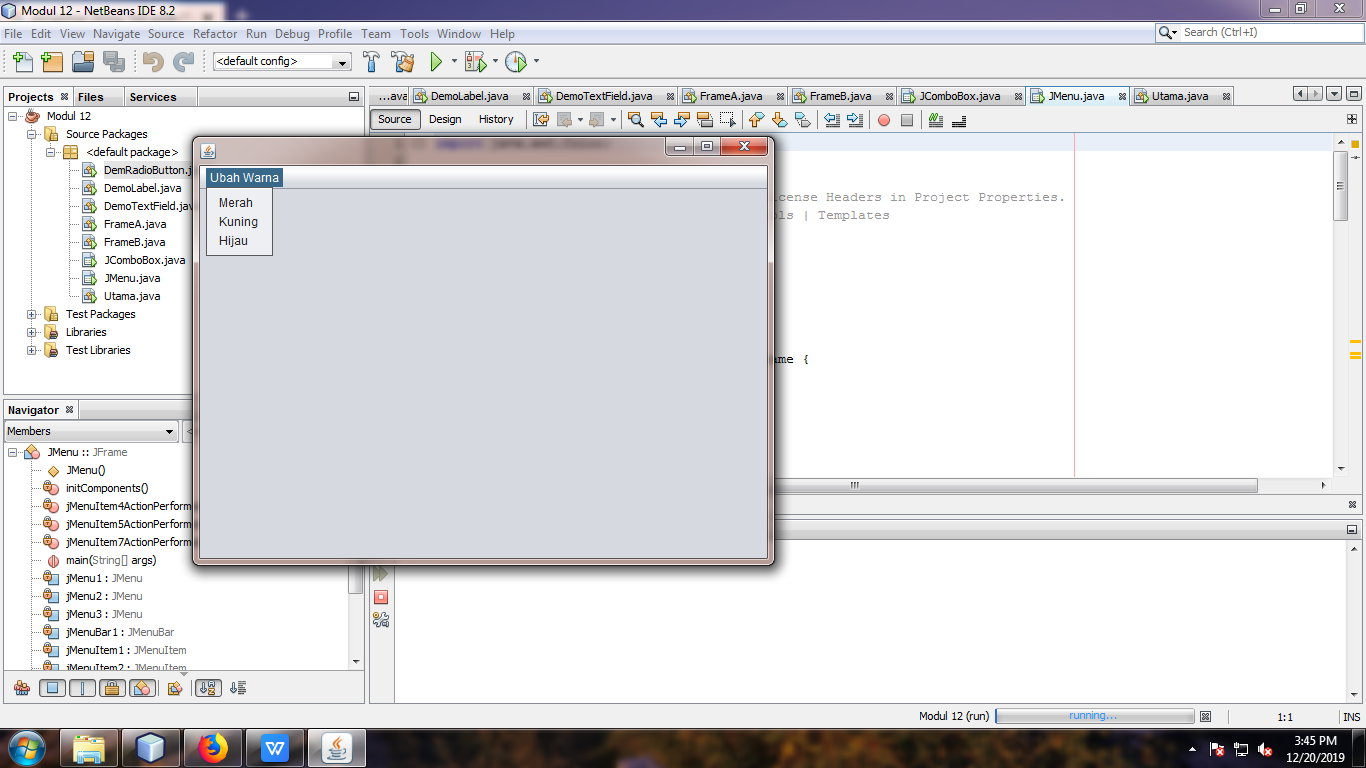 Modul 12 - NetBeans IDE 8.2
File Edit View Navigate Source Refactor Run Debug Profile Team Tools Window Help
Search (Ctrl+I)
<default config>
Projects Files Services
Modul 12
Source Packages
<default package>
DemRadioButton.j
DemoLabel.java
DemoTextField.java
FrameA.java
FrameB.java
JComboBox.java
JMenu.java
Utama.java
Test Packages
Libraries
Test Libraries
...ava DemoLabel.java DemoTextField.java FrameA.java FrameB.java JComboBox.java JMenu.java Utama.java
Source Design History
Ubah Warna
Merah
Kuning
Hijau
cense Headers in Project Properties.
ols | Templates
ame {
Navigator
Members
JMenu :: JFrame
JMenu()
initComponents()
jMenuItem4ActionPerform
jMenuItem5ActionPerform
jMenuItem7ActionPerform
main(String[] args)
jMenu1 : JMenu
jMenu2 : JMenu
jMenu3 : JMenu
jMenuBar1 : JMenuBar
jMenuItem1 : JMenuItem
jMenuItem2 : JMenuItem
Modul 12 (run) running... 1:1 INS
3:45 PM
12/20/2019